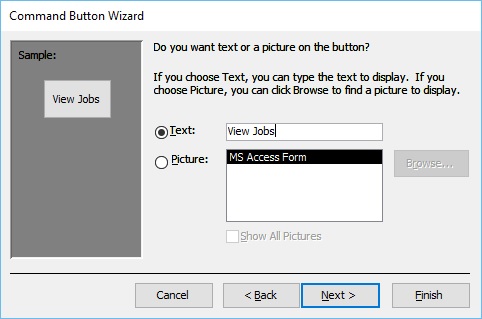 Command Button Wizard
Sample:
View Jobs
Do you want text or a picture on the button?
If you choose Text, you can type the text to display. If you
choose Picture, you can click Browse to find a picture to display.
Text:
View Jobs
Picture:
MS Access Form
Browse...
Show All Pictures
Cancel
< Back
Next >
Finish